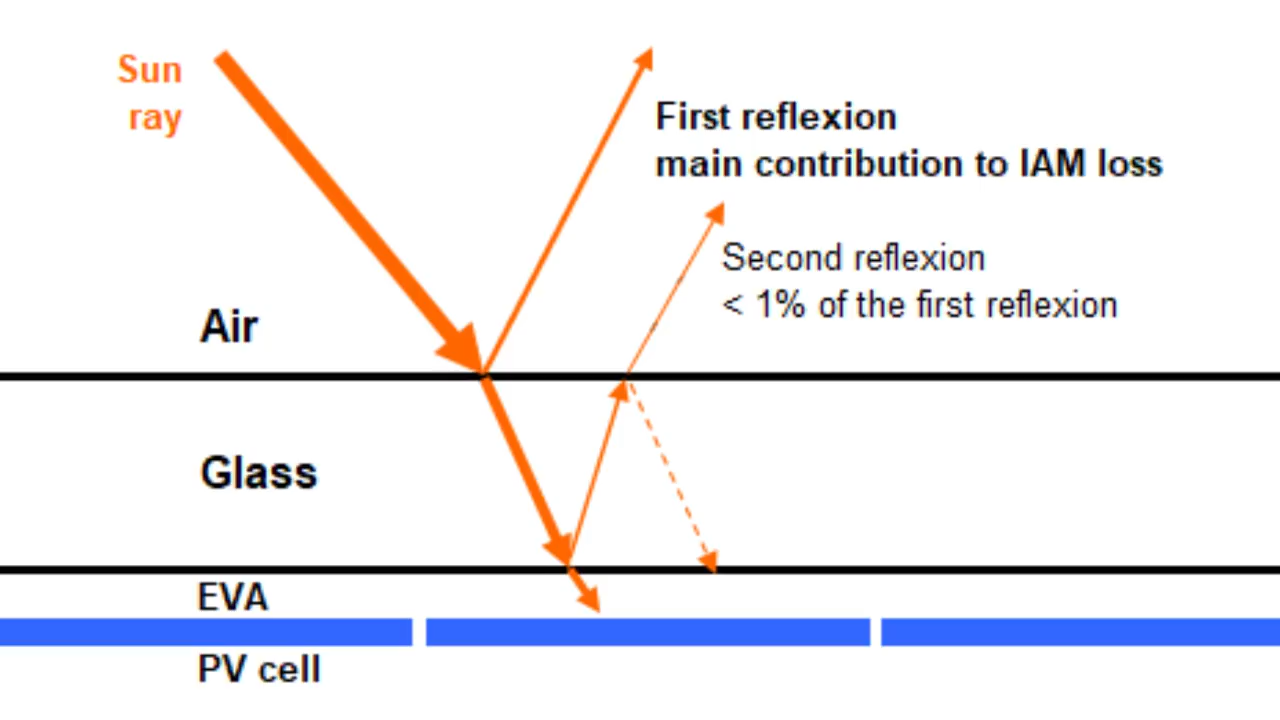 Sun
ray
First reflexion
main contribution to IAM loss
Second reflexion
< 1% of the first reflexion
Air
Glass
EVA
PV cell